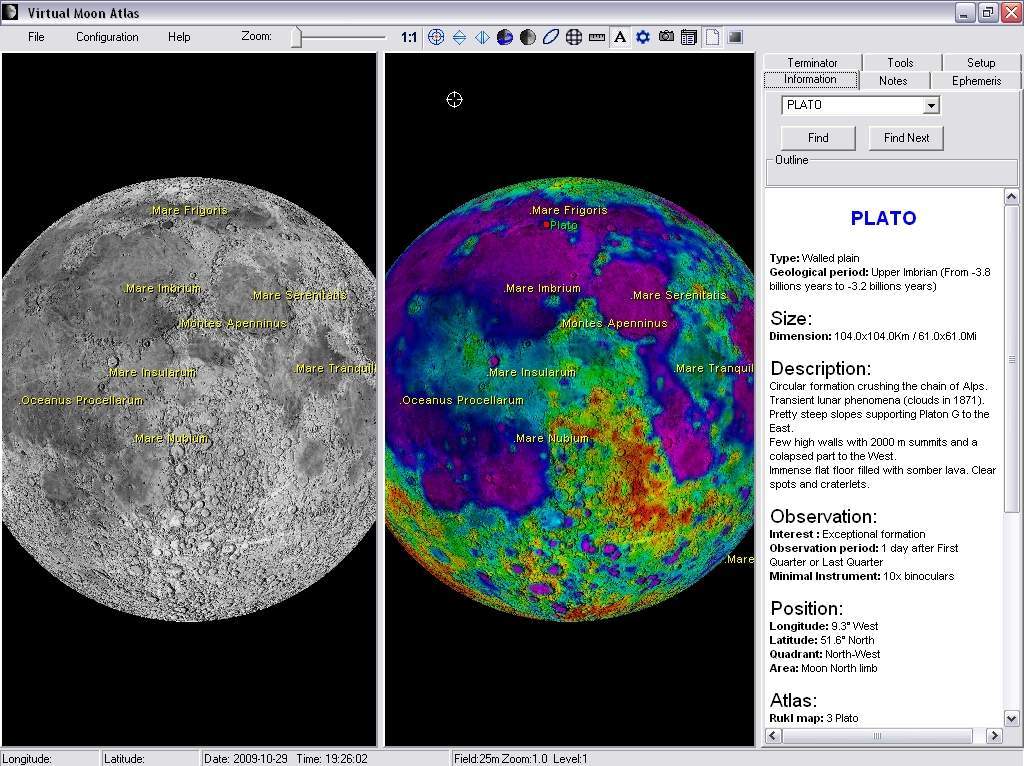 Virtual Moon Atlas
File Configuration Help Zoom: 1:1 A
Terminator Tools Setup
Information Notes Ephemeris
PLATO
Find Find Next
Outline
.Mare Frigoris
.Mare Imbrium
.Mare Serenitatis
.Montes Apenninus
.Mare Insularum
.Mare Tranquil
.Oceanus Procellarum
.Mare Nubium
.Mare Frigoris
Plato
.Mare Imbrium
.Mare Serenitatis
.Montes Apenninus
.Mare Insularum
.Mare Tranquil
.Oceanus Procellarum
.Mare Nubium
.Mare
PLATO
Type: Walled plain
Geological period: Upper Imbrian (From -3.8
billions years to -3.2 billions years)
Size:
Dimension: 104.0x104.0Km / 61.0x61.0Mi
Description:
Circular formation crushing the chain of Alps.
Transient lunar phenomena (clouds in 1871).
Pretty steep slopes supporting Platon G to the
East.
Few high walls with 2000 m summits and a
colapsed part to the West.
Immense flat floor filled with somber lava. Clear
spots and craterlets.
Observation:
Interest : Exceptional formation
Observation period: 1 day after First
Quarter or Last Quarter
Minimal Instrument: 10x binoculars
Position:
Longitude: 9.3° West
Latitude: 51.6° North
Quadrant: North-West
Area: Moon North limb
Atlas:
Rukl map: 3 Plato
Longitude: Latitude: Date: 2009-10-29 Time: 19:26:02 Field:25m Zoom:1.0 Level:1